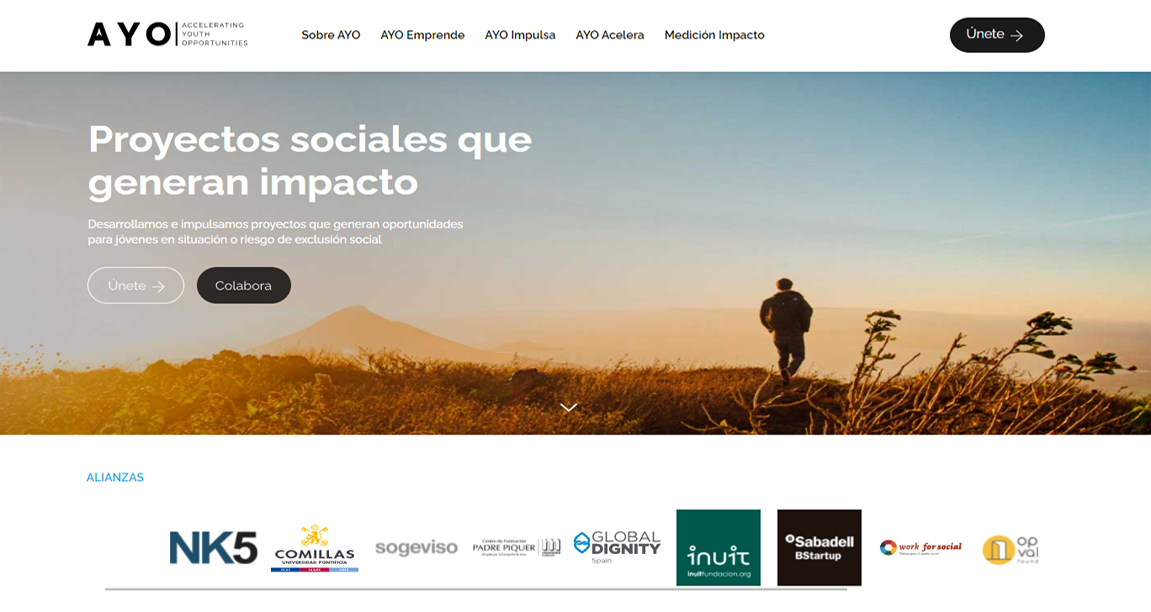 AYO
ACCELERATING
YOUTH
OPPORTUNITIES
Sobre AYO
AYO Emprende
AYO Impulsa
AYO Acelera
Medición Impacto
Únete
Proyectos sociales que
generan impacto
Desarrollamos e impulsamos proyectos que generan oportunidades
para jóvenes en situación o riesgo de exclusión social
Únete
Colabora
ALIANZAS
NK5
COMILLAS
UNIVERSIDAD PONTIFICIA
sogeviso
Centro de Formación
PADRE PIQUER
GLOBAL
DIGNITY
Spain
inuit
inuitfundacion.org
Sabadell
BStartup
work for social
op
val
round